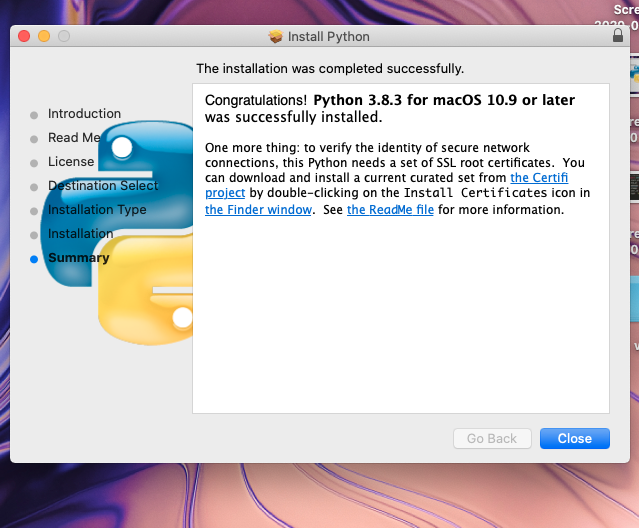 Scre
2020-0
Install Python
The installation was completed successfully.
Introduction
Read Me
License
Destination Select
Installation Type
Installation
Summary
Congratulations! Python 3.8.3 for macOS 10.9 or later
was successfully installed.
One more thing: to verify the identity of secure network
connections, this Python needs a set of SSL root certificates. You
can download and install a current curated set from the Certifi
project by double-clicking on the Install Certificates icon in
the Finder window. See the ReadMe file for more information.
Go Back
Close